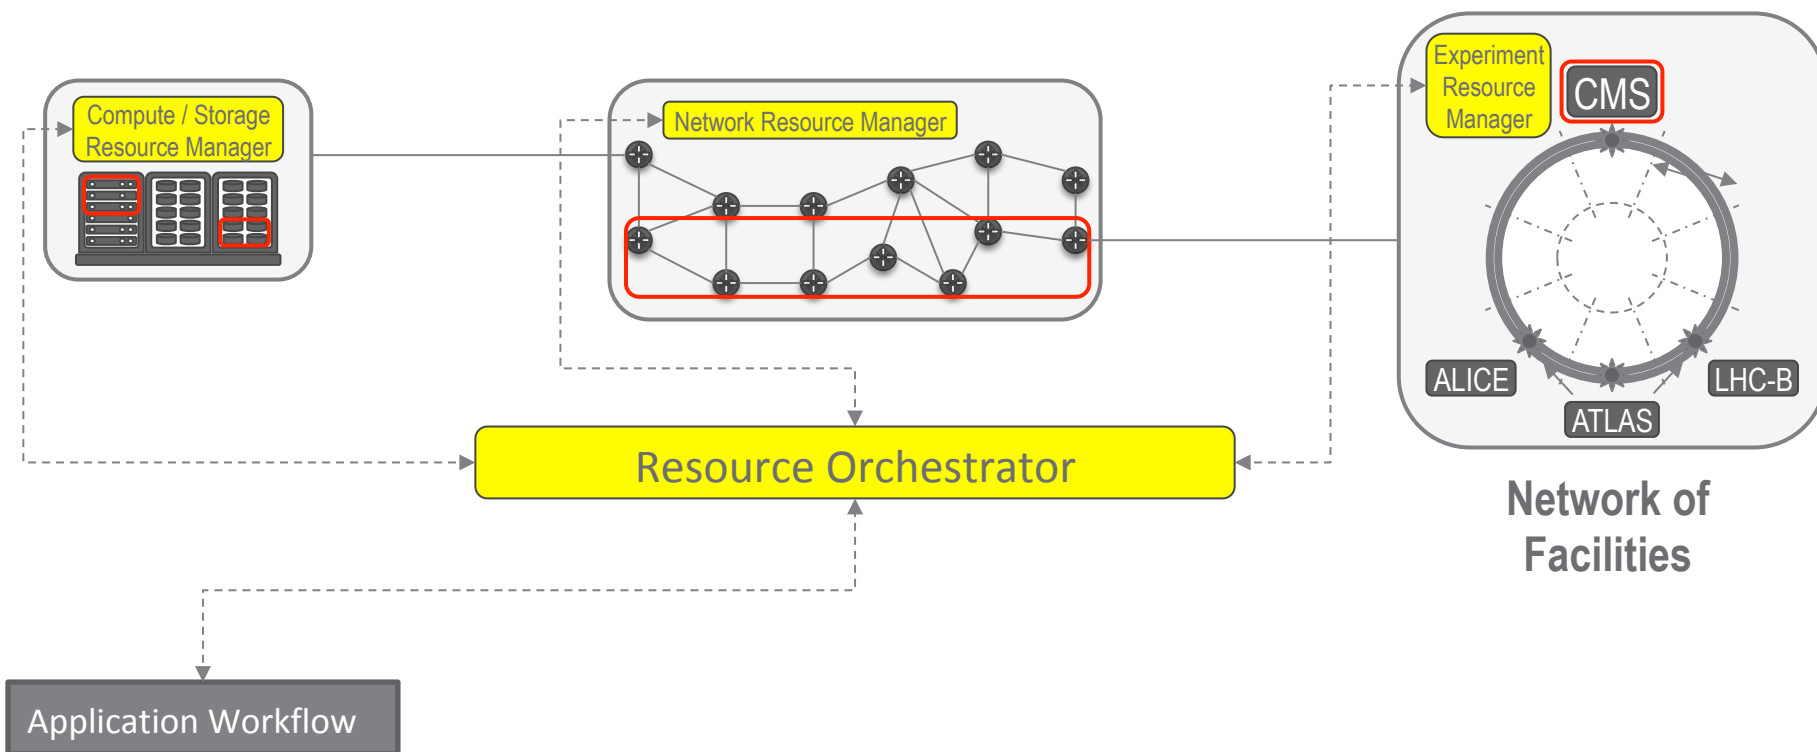 Compute / Storage
Resource Manager
Network Resource Manager
Experiment
Resource
Manager
CMS
ALICE
LHC-B
ATLAS
Resource Orchestrator
Network of
Facilities
Application Workflow